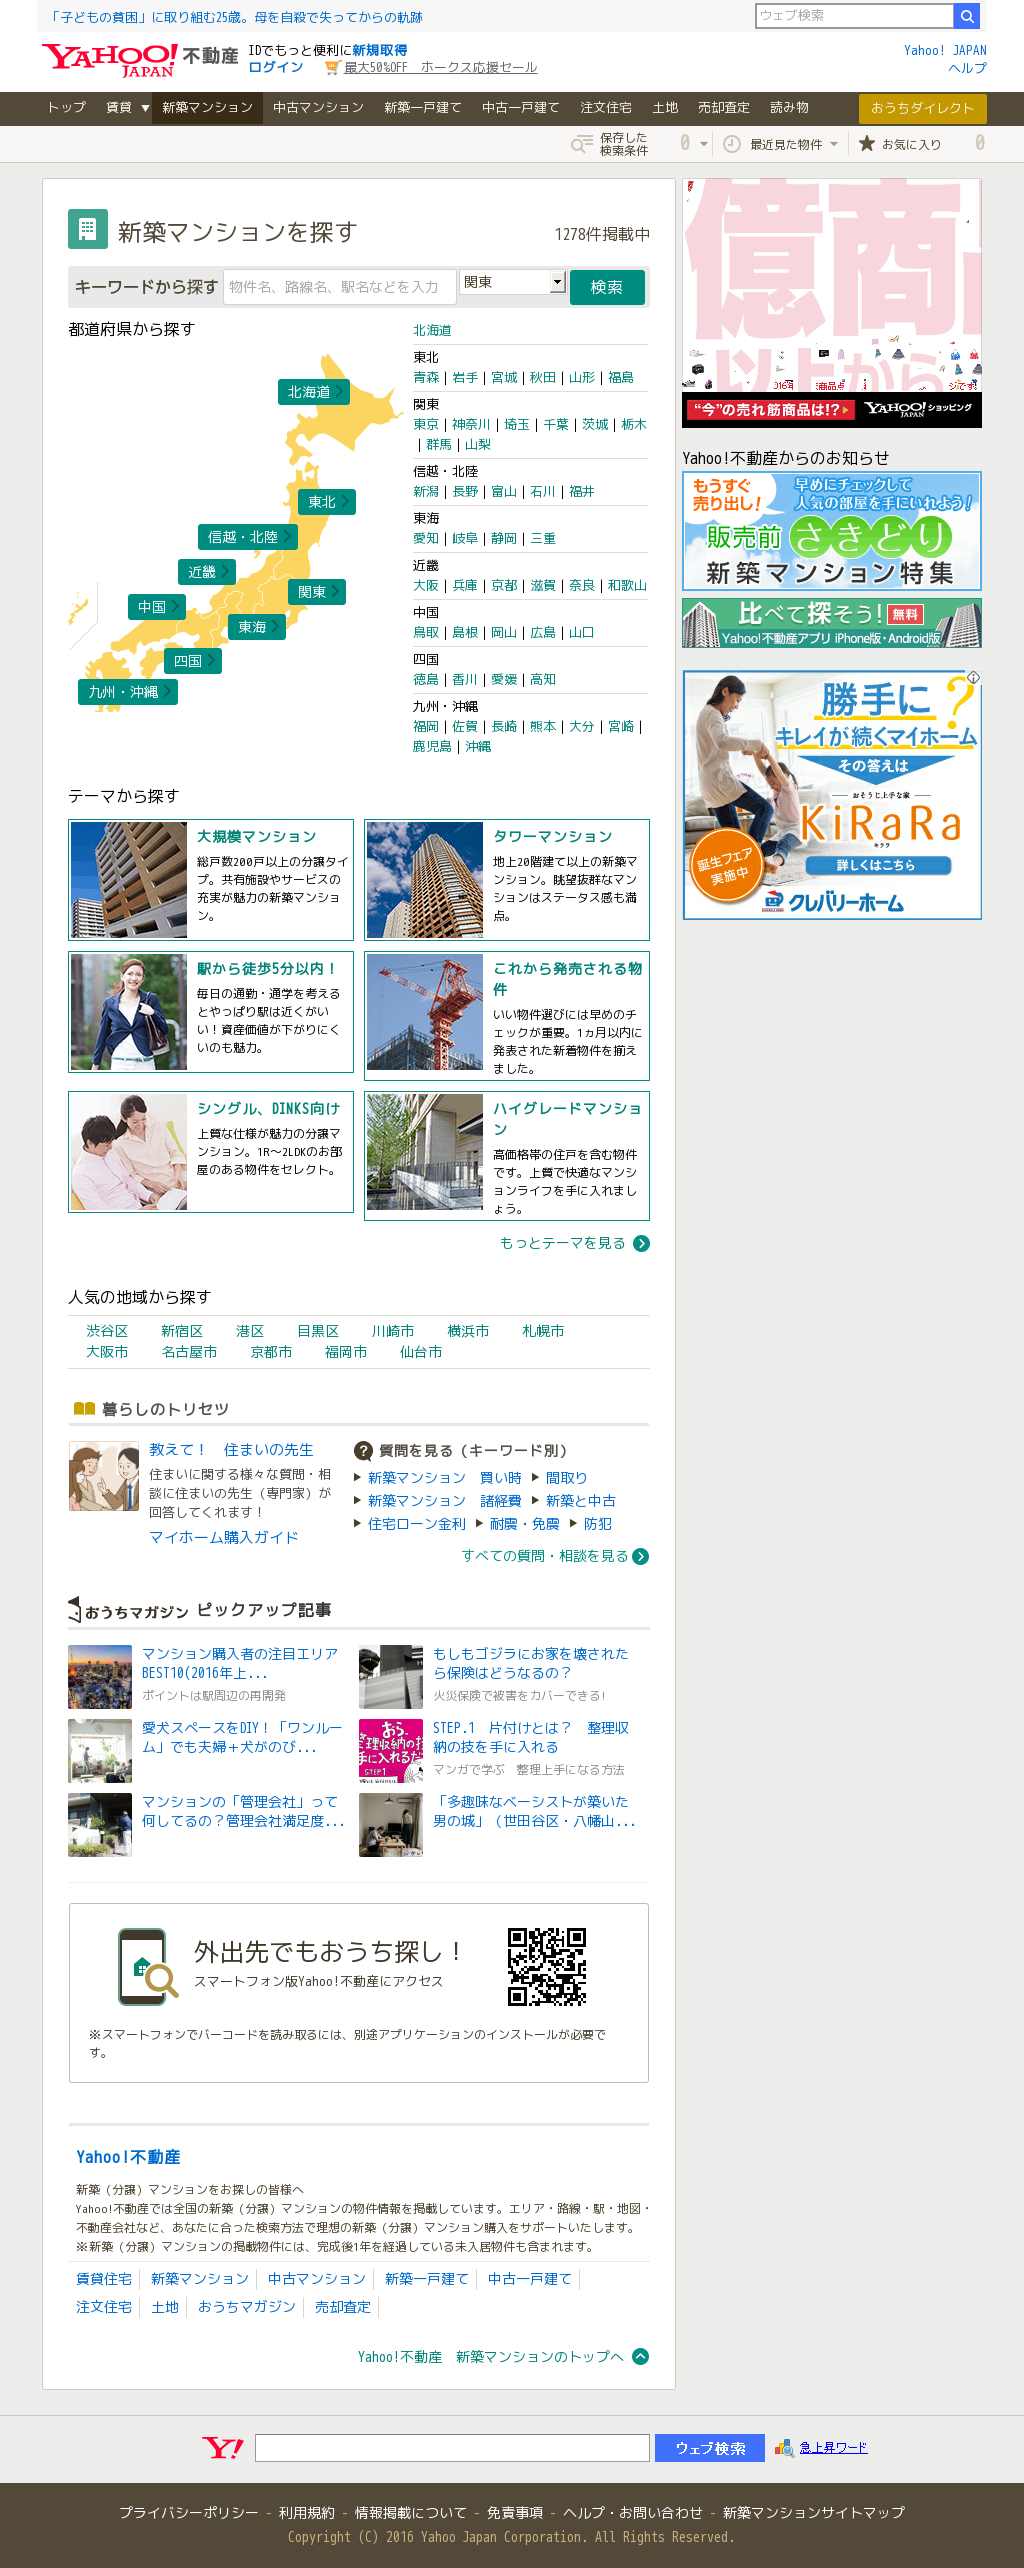 「子どもの貧困」に取り組む25歳。母を自殺で失ってからの軌跡
ウェブ検索
YAHOO! JAPAN 不動産
IDでもっと便利に新規取得
ログイン 最大50%OFF ホークス応援セール
Yahoo! JAPAN
ヘルプ
トップ 賃貸 ▼ 新築マンション 中古マンション 新築一戸建て 中古一戸建て 注文住宅 土地 売却査定 読み物 おうちダイレクト
保存した検索条件 0 最近見た物件 お気に入り 0
新築マンションを探す
1278件掲載中
キーワードから探す 物件名、路線名、駅名などを入力 関東 検索
都道府県から探す
北海道
東北
信越・北陸
近畿
関東
中国
東海
四国
九州・沖縄
北海道
東北
青森 | 岩手 | 宮城 | 秋田 | 山形 | 福島
関東
東京 | 神奈川 | 埼玉 | 千葉 | 茨城 | 栃木
| 群馬 | 山梨
信越・北陸
新潟 | 長野 | 富山 | 石川 | 福井
東海
愛知 | 岐阜 | 静岡 | 三重
近畿
大阪 | 兵庫 | 京都 | 滋賀 | 奈良 | 和歌山
中国
鳥取 | 島根 | 岡山 | 広島 | 山口
四国
徳島 | 香川 | 愛媛 | 高知
九州・沖縄
福岡 | 佐賀 | 長崎 | 熊本 | 大分 | 宮崎 |
鹿児島 | 沖縄
テーマから探す
大規模マンション
総戸数200戸以上の分譲タイ
プ。共有施設やサービスの
充実が魅力の新築マンショ
ン。
タワーマンション
地上20階建て以上の新築マ
ンション。眺望抜群なマン
ションはステータス感も満
点。
駅から徒歩5分以内！
毎日の通勤・通学を考える
とやっぱり駅は近くがい
い！資産価値が下がりにく
いのも魅力。
これから発売される物
件
いい物件選びには早めのチ
ェックが重要。1ヵ月以内に
発表された新着物件を揃え
ました。
シングル、DINKS向け
上質な仕様が魅力の分譲マ
ンション。1R～2LDKのお部
屋のある物件をセレクト。
ハイグレードマンショ
ン
高価格帯の住戸を含む物件
です。上質で快適なマンシ
ョンライフを手に入れまし
ょう。
もっとテーマを見る
人気の地域から探す
渋谷区 新宿区 港区 目黒区 川崎市 横浜市 札幌市
大阪市 名古屋市 京都市 福岡市 仙台市
暮らしのトリセツ
教えて！ 住まいの先生
住まいに関する様々な質問・相
談に住まいの先生（専門家）が
回答してくれます！
マイホーム購入ガイド
質問を見る（キーワード別）
新築マンション 買い時 間取り
新築マンション 諸経費 新築と中古
住宅ローン金利 耐震・免震 防犯
すべての質問・相談を見る
おうちマガジン ピックアップ記事
マンション購入者の注目エリア
BEST10(2016年上...
ポイントは駅周辺の再開発
もしもゴジラにお家を壊された
ら保険はどうなるの？
火災保険で被害をカバーできる!
愛犬スペースをDIY！「ワンルー
ム」でも夫婦＋犬がのび...
STEP.1 片付けとは？ 整理収
納の技を手に入れる
マンガで学ぶ 整理上手になる方法
マンションの「管理会社」って
何してるの？管理会社満足度...
「多趣味なベーシストが築いた
男の城」（世田谷区・八幡山...
外出先でもおうち探し！
スマートフォン版Yahoo!不動産にアクセス
※スマートフォンでバーコードを読み取るには、別途アプリケーションのインストールが必要で
す。
Yahoo!不動産
新築（分譲）マンションをお探しの皆様へ
Yahoo!不動産では全国の新築（分譲）マンションの物件情報を掲載しています。エリア・路線・駅・地図・
不動産会社など、あなたに合った検索方法で理想の新築（分譲）マンション購入をサポートいたします。
※新築（分譲）マンションの掲載物件には、完成後1年を経過している未入居物件も含まれます。
賃貸住宅 新築マンション 中古マンション 新築一戸建て 中古一戸建て
注文住宅 土地 おうちマガジン 売却査定
Yahoo!不動産 新築マンションのトップへ
億商
以上から
“今”の売れ筋商品は!? YAHOO! JAPAN ショッピング
Yahoo!不動産からのお知らせ
もうすぐ売り出し！
早めにチェックして
人気の部屋を手にいれよう！
販売前 さきどり
新築マンション特集
比べて探そう! 無料
Yahoo!不動産アプリ iPhone版・Android版
勝手に?
キレイが続くマイホーム
その答えは
おそうじ上手な家
KiRaRa
キララ
誕生フェア実施中
詳しくはこちら
クレバリーホーム
Y! ウェブ検索 急上昇ワード
プライバシーポリシー - 利用規約 - 情報掲載について - 免責事項 - ヘルプ・お問い合わせ - 新築マンションサイトマップ
Copyright (C) 2016 Yahoo Japan Corporation. All Rights Reserved.